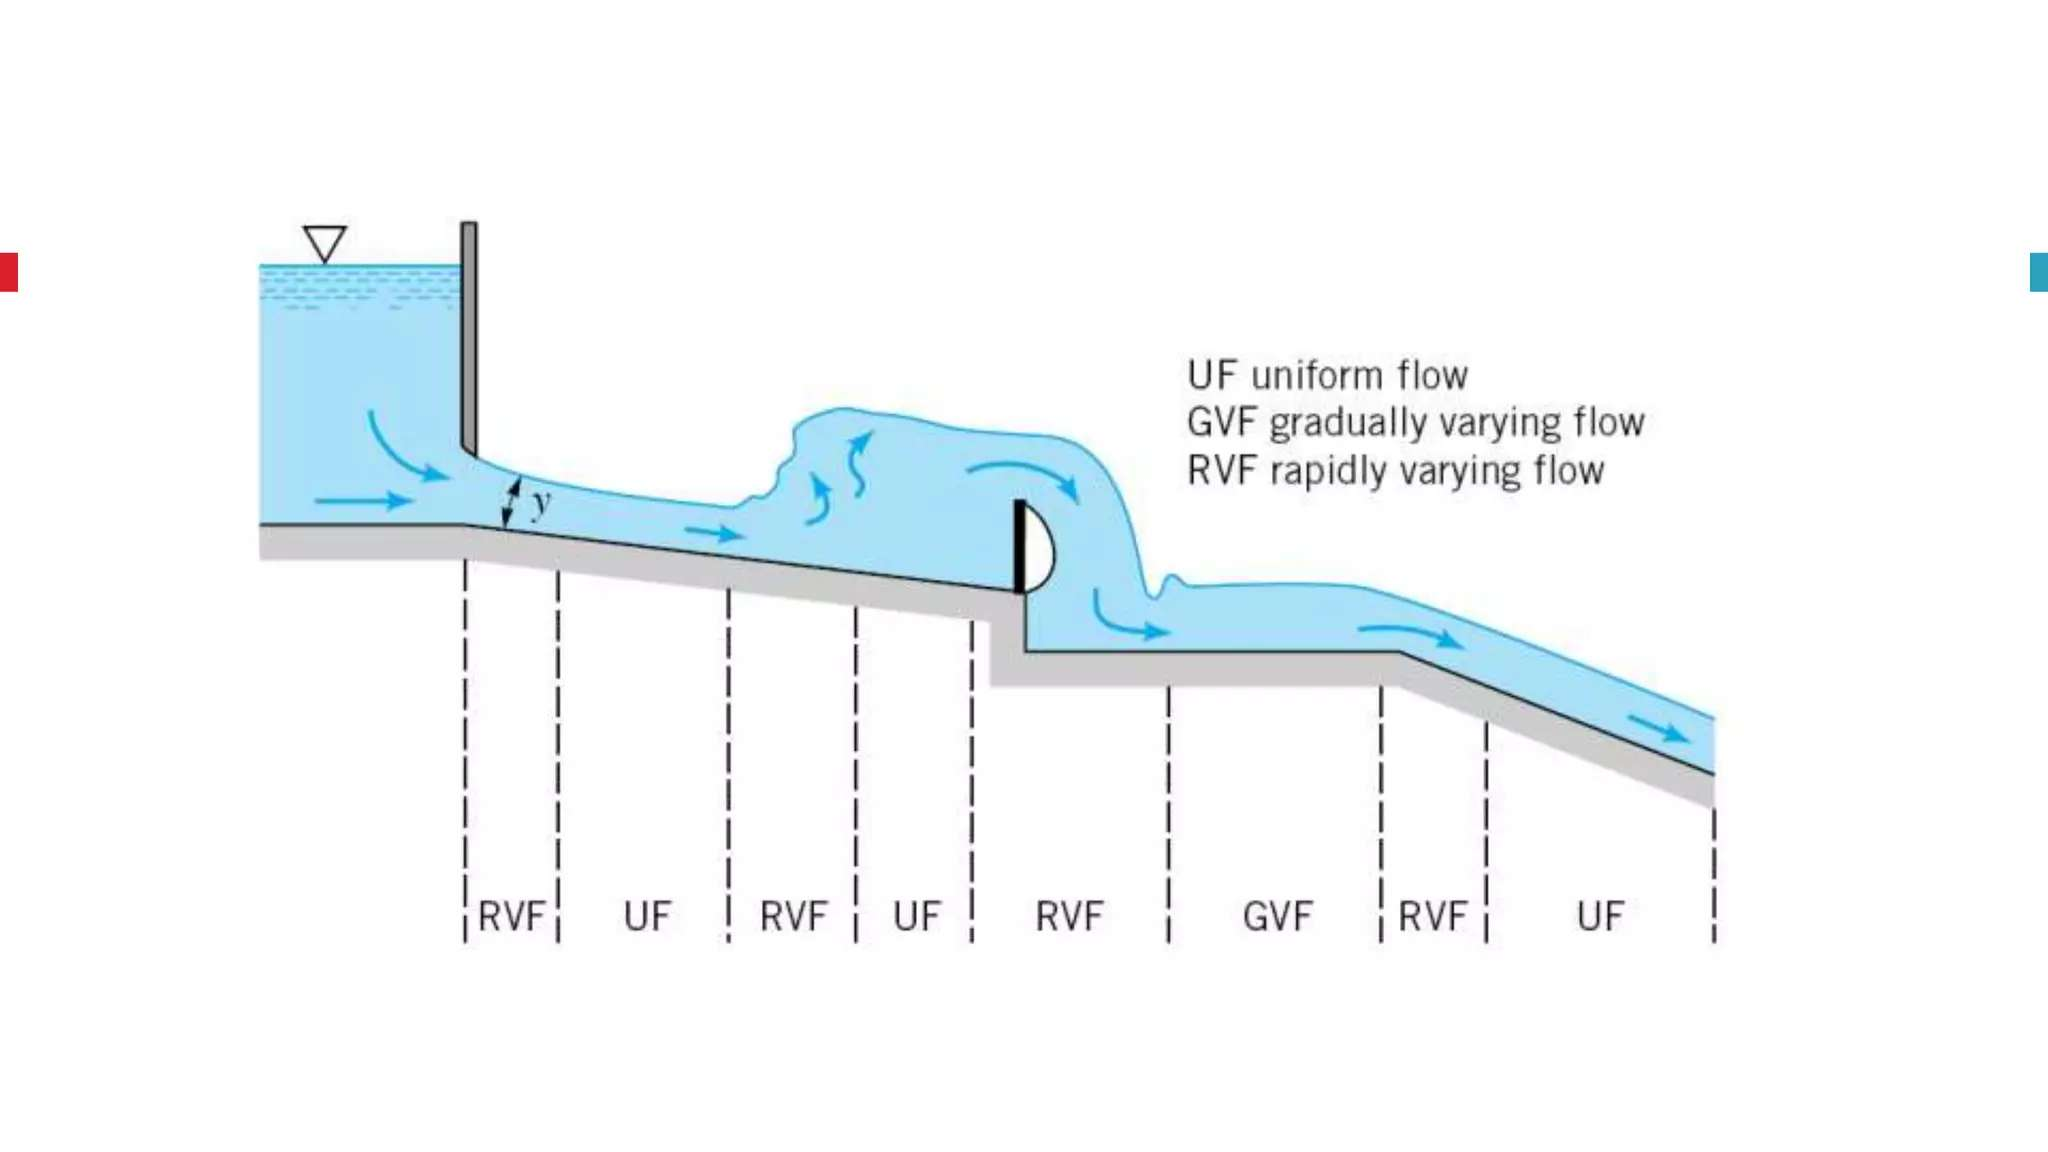 UF uniform flow
GVF gradually varying flow
RVF rapidly varying flow
y
RVF UF RVF UF RVF GVF RVF UF